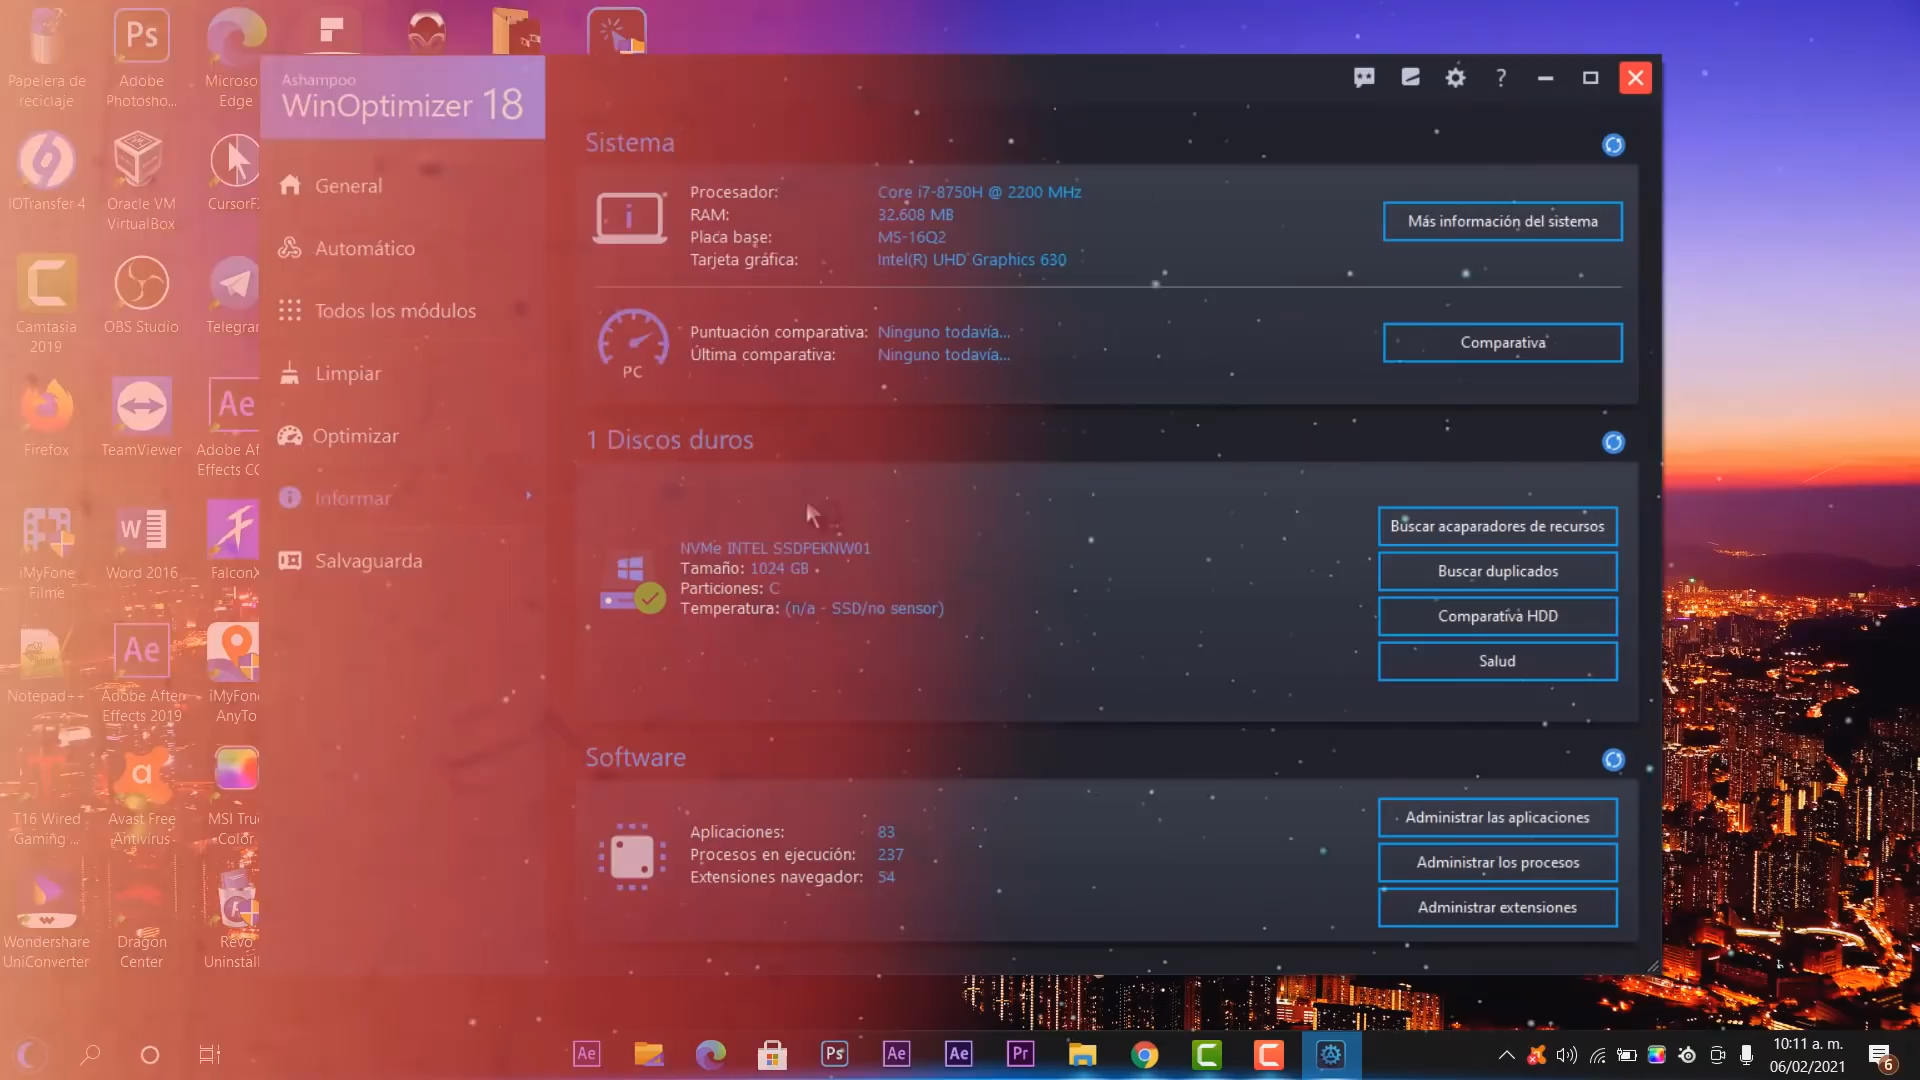 Papelera de
reciclaje
Adobe
Photosho...
Edge
IOTransfer 4
Oracle VM
VirtualBox
Camtasia
2019
OBS Studio
Firefox
TeamViewer
Effects CC
iMyFone
Filme
Word 2016
Notepad++
Adobe After
Effects 2019
T16 Wired
Gaming ...
Avast Free
Antivirus
Wondershare
UniConverter
Dragon
Center
Ashampoo
WinOptimizer 18
General
Automático
Todos los módulos
Limpiar
Optimizar
Informar
Salvaguarda
Sistema
Procesador: Core i7-8750H @ 2200 MHz
RAM: 32.608 MB
Placa base: MS-16Q2
Tarjeta gráfica: Intel(R) UHD Graphics 630
Más información del sistema
PC
Puntuación comparativa: Ninguno todavía...
Última comparativa: Ninguno todavía...
Comparativa
1 Discos duros
NVMe INTEL SSDPEKNW01
Tamaño: 1024 GB
Particiones: C
Temperatura: (n/a - SSD/no sensor)
Buscar acaparadores de recursos
Buscar duplicados
Comparativa HDD
Salud
Software
Aplicaciones: 83
Procesos en ejecución: 237
Extensiones navegador: 54
Administrar las aplicaciones
Administrar los procesos
Administrar extensiones
10:11 a. m.
06/02/2021
6